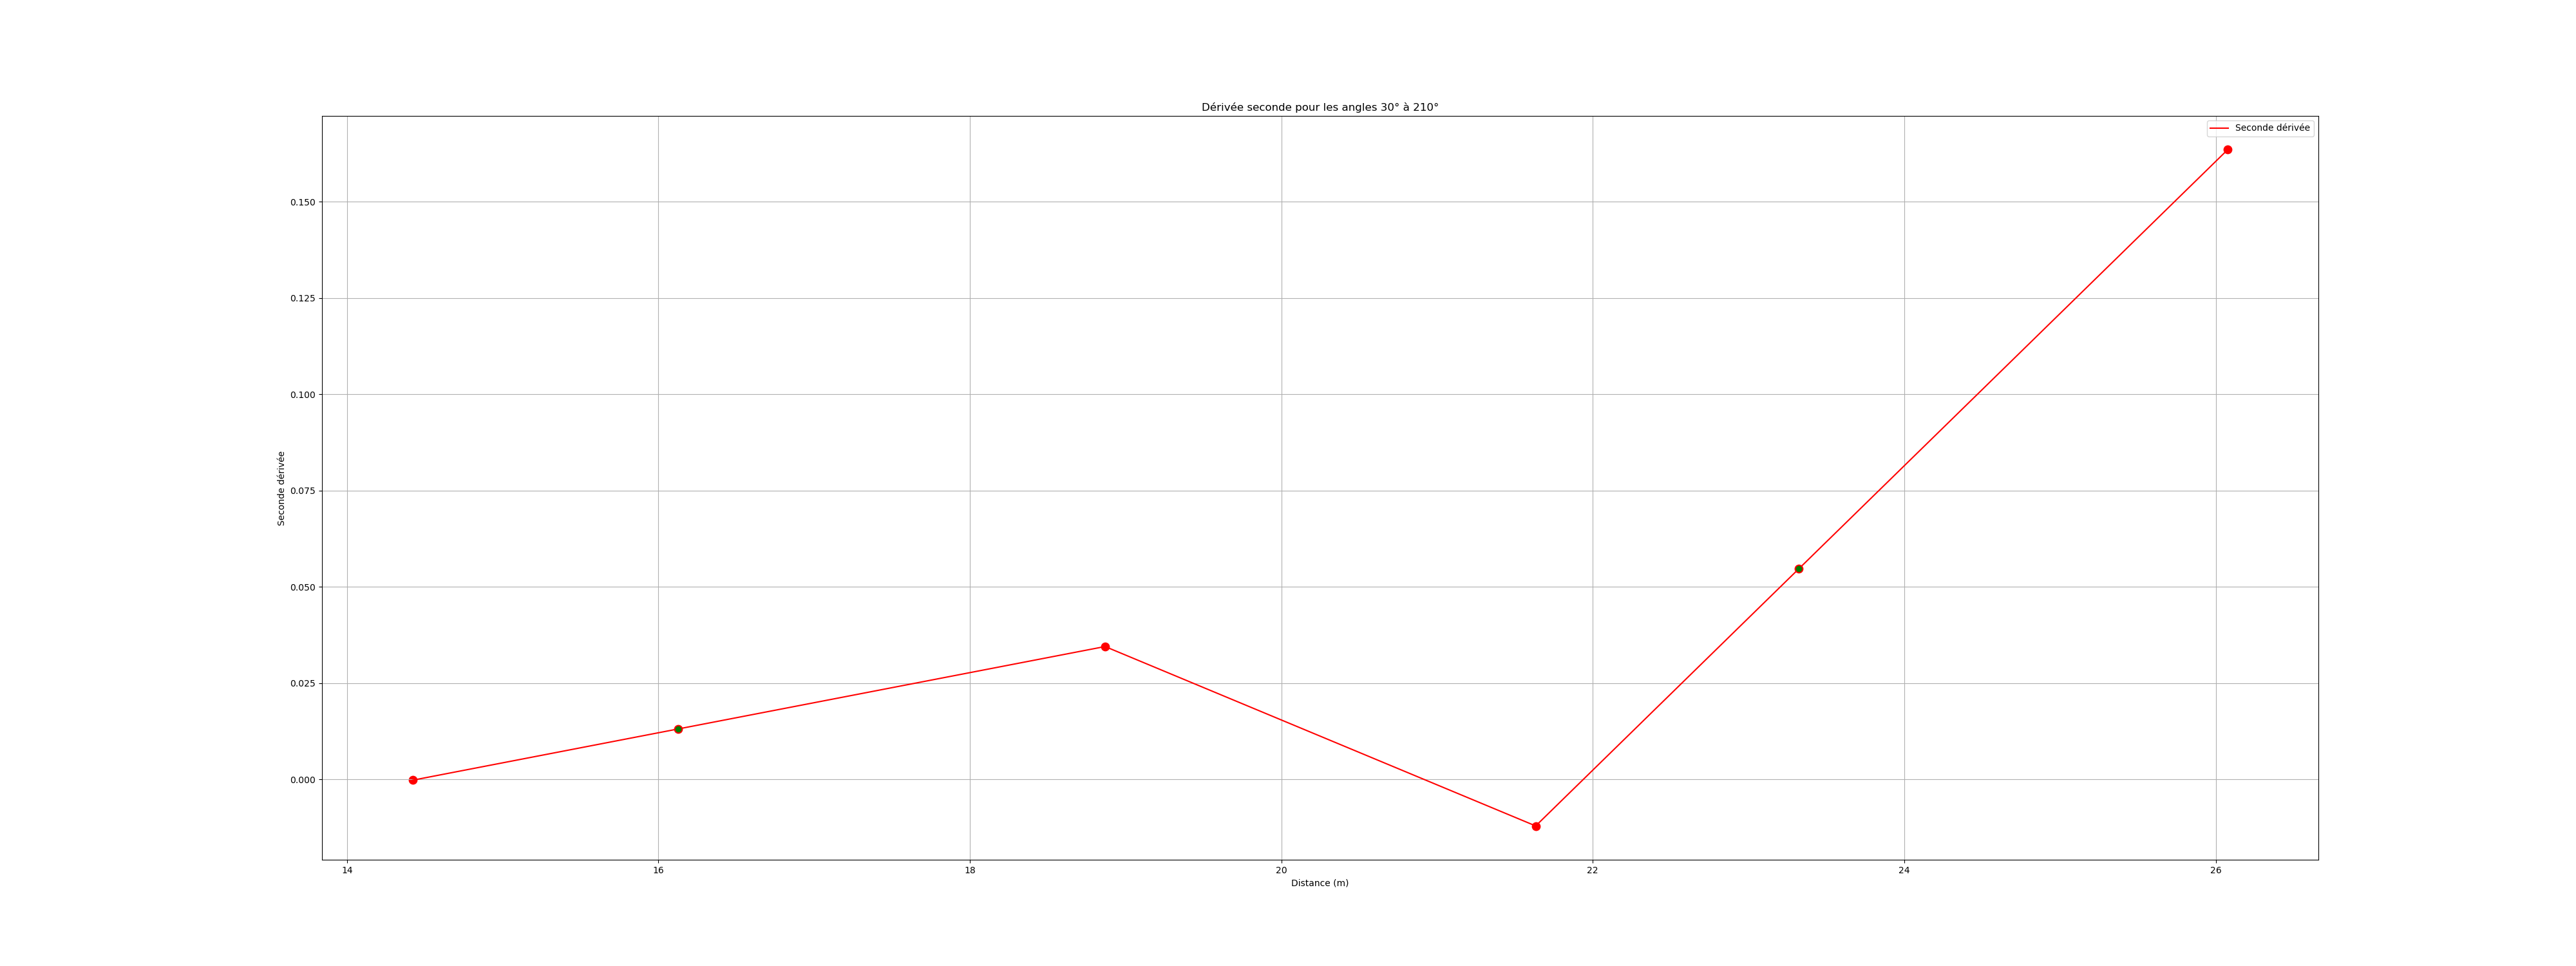 Dérivée seconde pour les angles 30° à 210°
Seconde dérivée
0.150
0.125
0.100
0.075
0.050
0.025
0.000
Seconde dérivée
14 16 18 20 22 24 26
Distance (m)